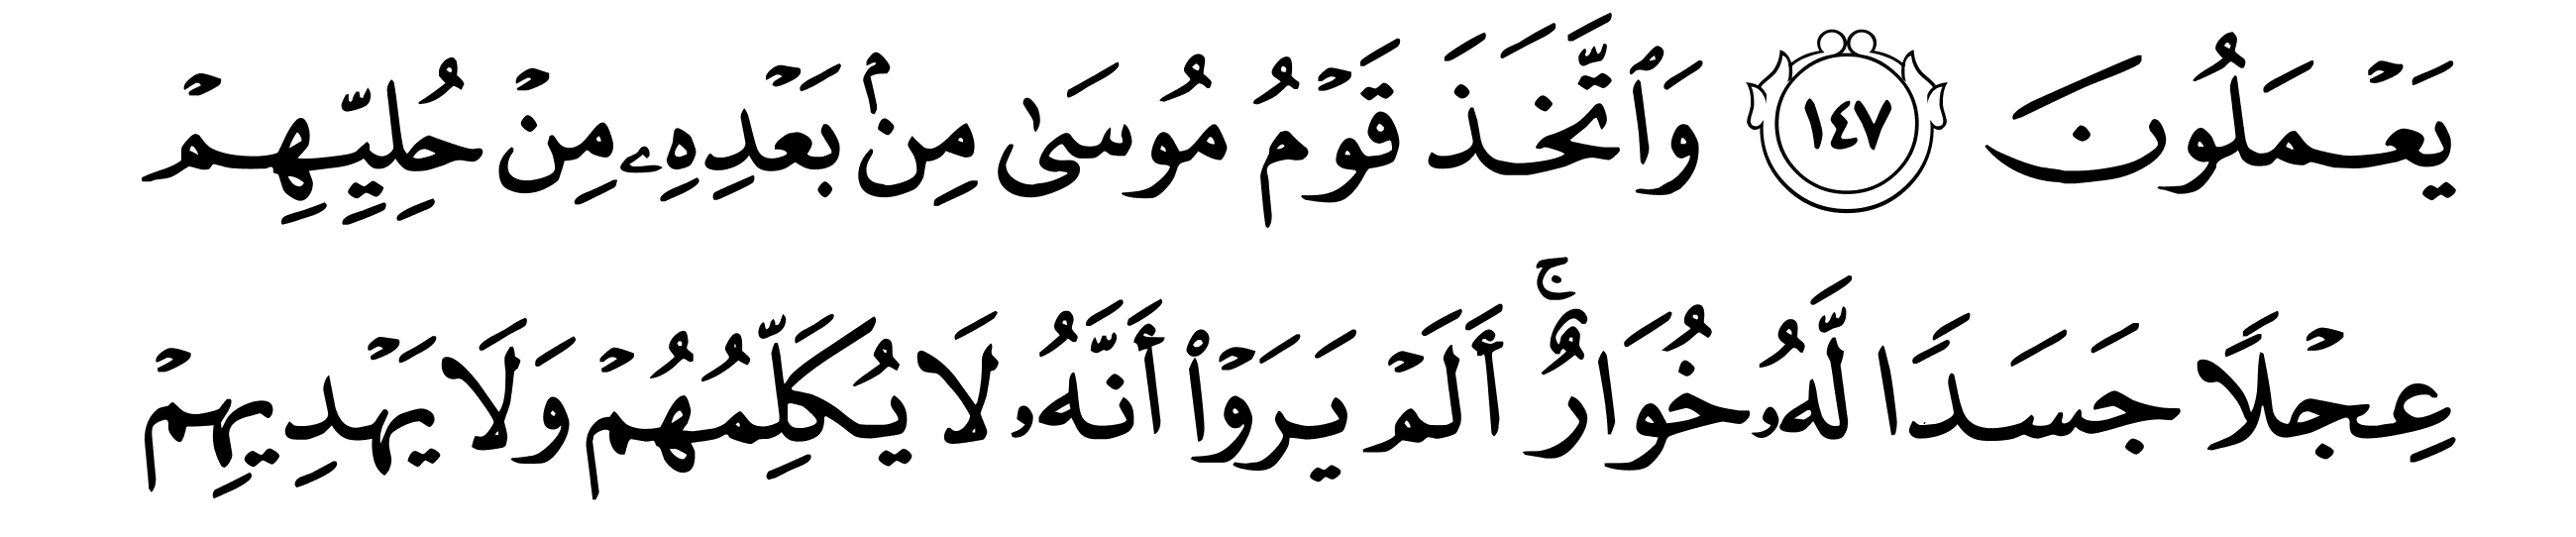 يَعْمَلُونَ ١٤٧ وَٱتَّخَذَ قَوْمُ مُوسَىٰ مِنۢ بَعْدِهِۦ مِنْ حُلِيِّهِمْ
عِجْلًا جَسَدًا لَّهُۥ خُوَارٌ ۚ أَلَمْ يَرَوْا۟ أَنَّهُۥ لَا يُكَلِّمُهُمْ وَلَا يَهْدِيهِمْ